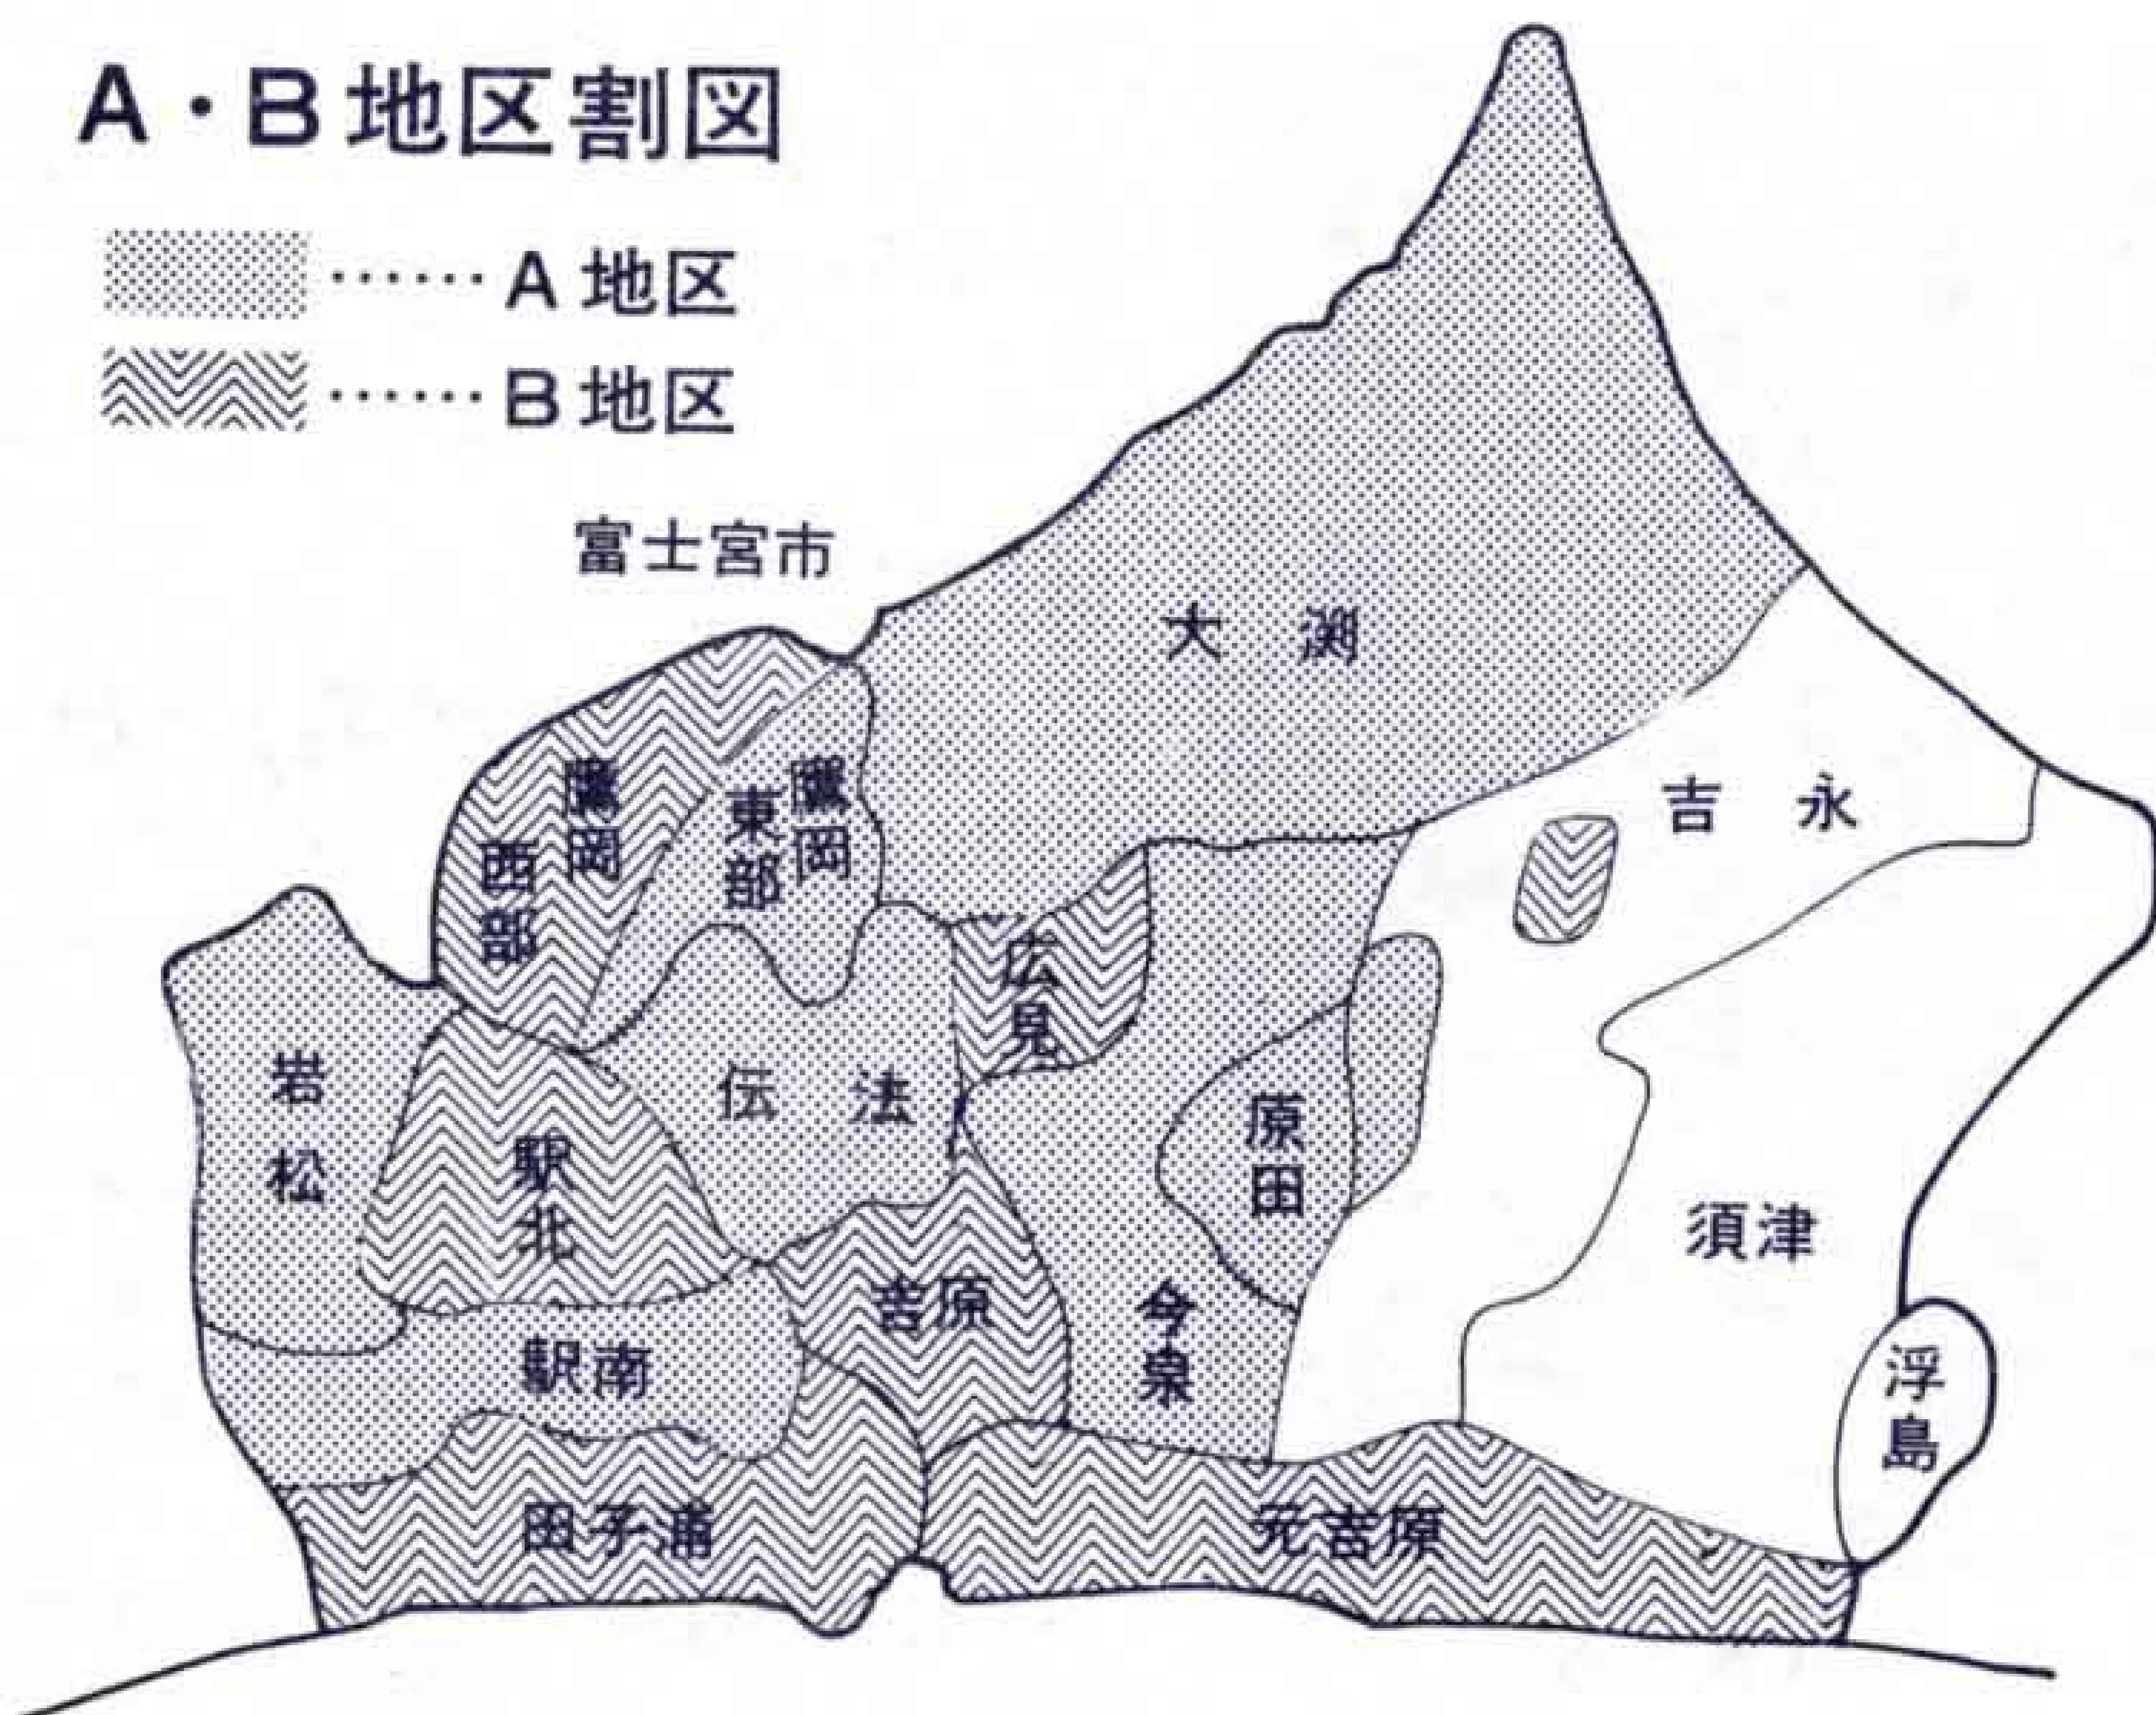 A・B地区割図
……A地区
……B地区
富士宮市
大渕
吉永
鷹岡西部
鷹岡東部
広見
岩松
伝法
原田
駅北
須津
吉原
今泉
駅南
浮島
田子浦
元吉原